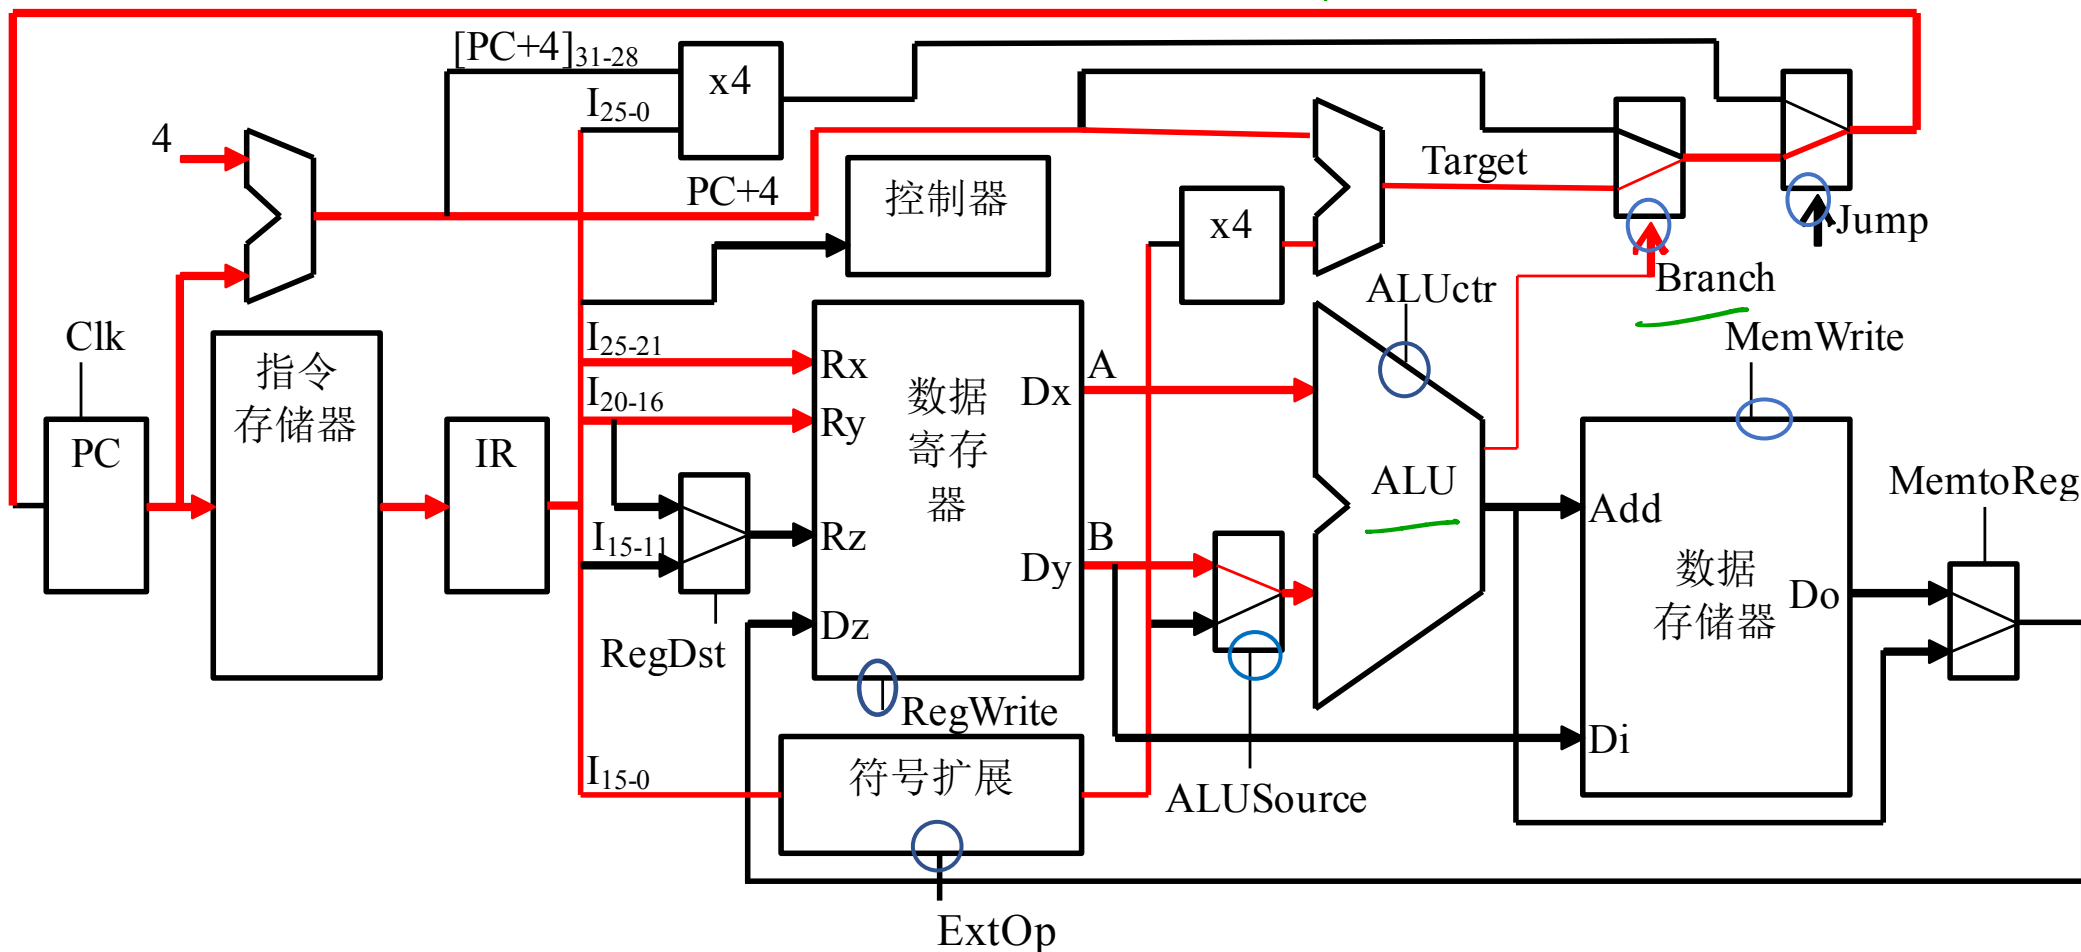 [PC+4]31-28
x4
I25-0
4
PC+4
控制器
Target
x4
Jump
Branch
ALUctr
Clk
MemWrite
指令
存储器
I25-21
Rx
数据
寄存
器
Dx
A
I20-16
Ry
PC
IR
ALU
MemtoReg
Add
I15-11
Rz
Dy
B
数据
存储器
Do
Dz
RegDst
RegWrite
Di
I15-0
符号扩展
ALUSource
ExtOp